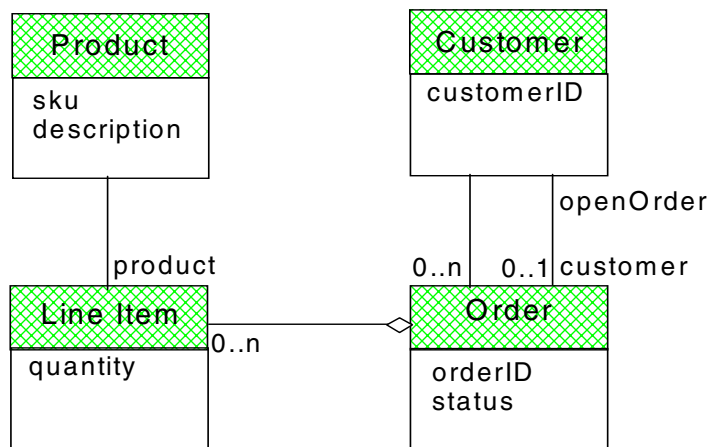 Product
sku
description
Customer
customerID
openOrder
product
0..n
0..1
customer
Line Item
quantity
0..n
Order
orderID
status